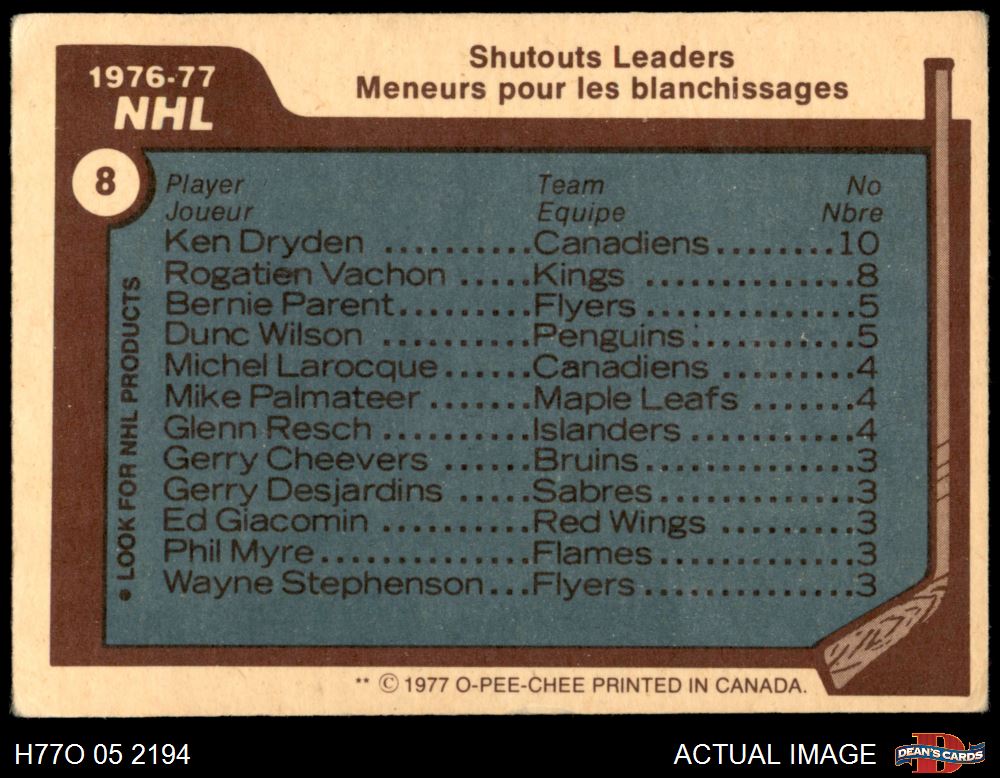 1976-77
NHL
Shutouts Leaders
Meneurs pour les blanchissages
8
Player Team No
Joueur Equipe Nbre
Ken Dryden ..........Canadiens........10
Rogatien Vachon .....Kings ............8
Bernie Parent.........Flyers ............5
Dunc Wilson ..........Penguins..........5
Michel Larocque......Canadiens ........4
Mike Palmateer .......Maple Leafs .......4
Glenn Resch ..........Islanders ..........4
Gerry Cheevers ......Bruins............3
Gerry Desjardins .....Sabres............3
Ed Giacomin ..........Red Wings .........3
Phil Myre..............Flames............3
Wayne Stephenson...Flyers.............3
● LOOK FOR NHL PRODUCTS
** © 1977 O-PEE-CHEE PRINTED IN CANADA.
H77O 05 2194
ACTUAL IMAGE
D
DEAN'S CARDS